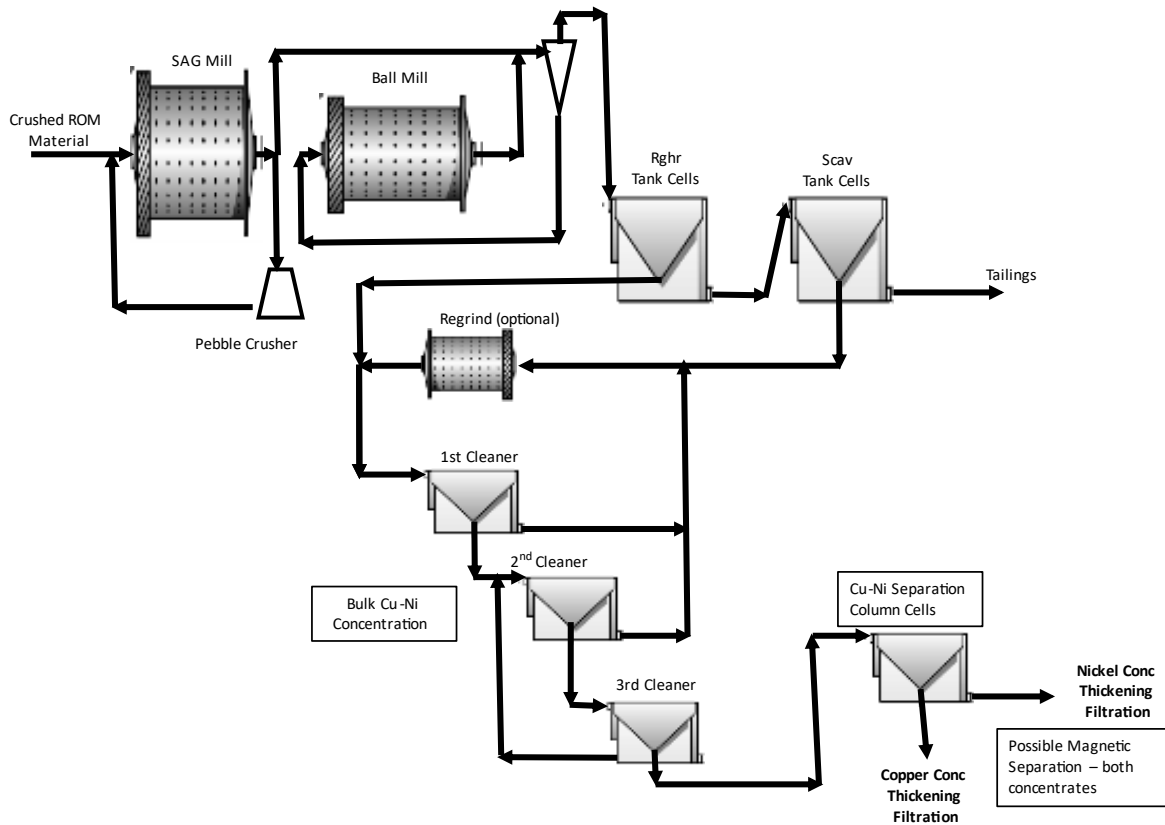 SAG Mill
Ball Mill
Crushed ROM
Material
Pebble Crusher
Rghr
Tank Cells
Scav
Tank Cells
Tailings
Regrind (optional)
1st Cleaner
2nd Cleaner
Bulk Cu-Ni
Concentration
3rd Cleaner
Cu-Ni Separation
Column Cells
Nickel Conc
Thickening
Filtration
Copper Conc
Thickening
Filtration
Possible Magnetic
Separation – both
concentrates